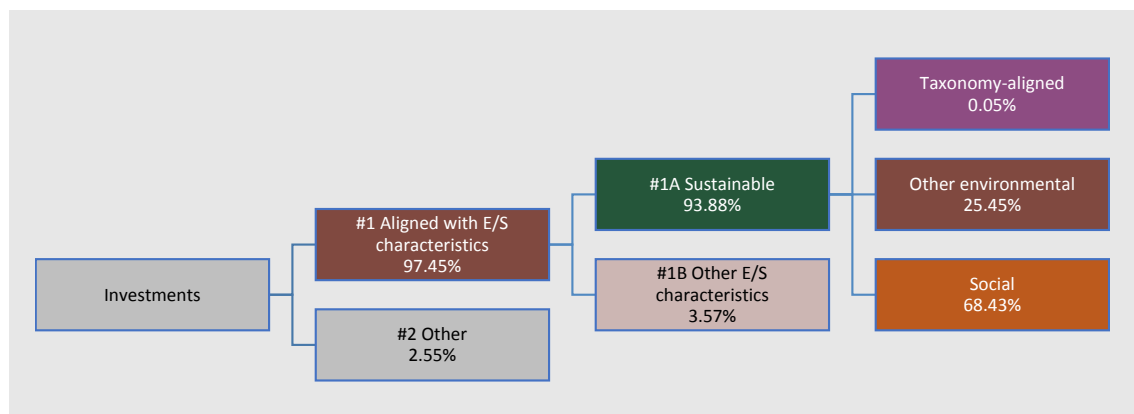 Investments
#1 Aligned with E/S
characteristics
97.45%
#2 Other
2.55%
#1A Sustainable
93.88%
#1B Other E/S
characteristics
3.57%
Taxonomy-aligned
0.05%
Other environmental
25.45%
Social
68.43%